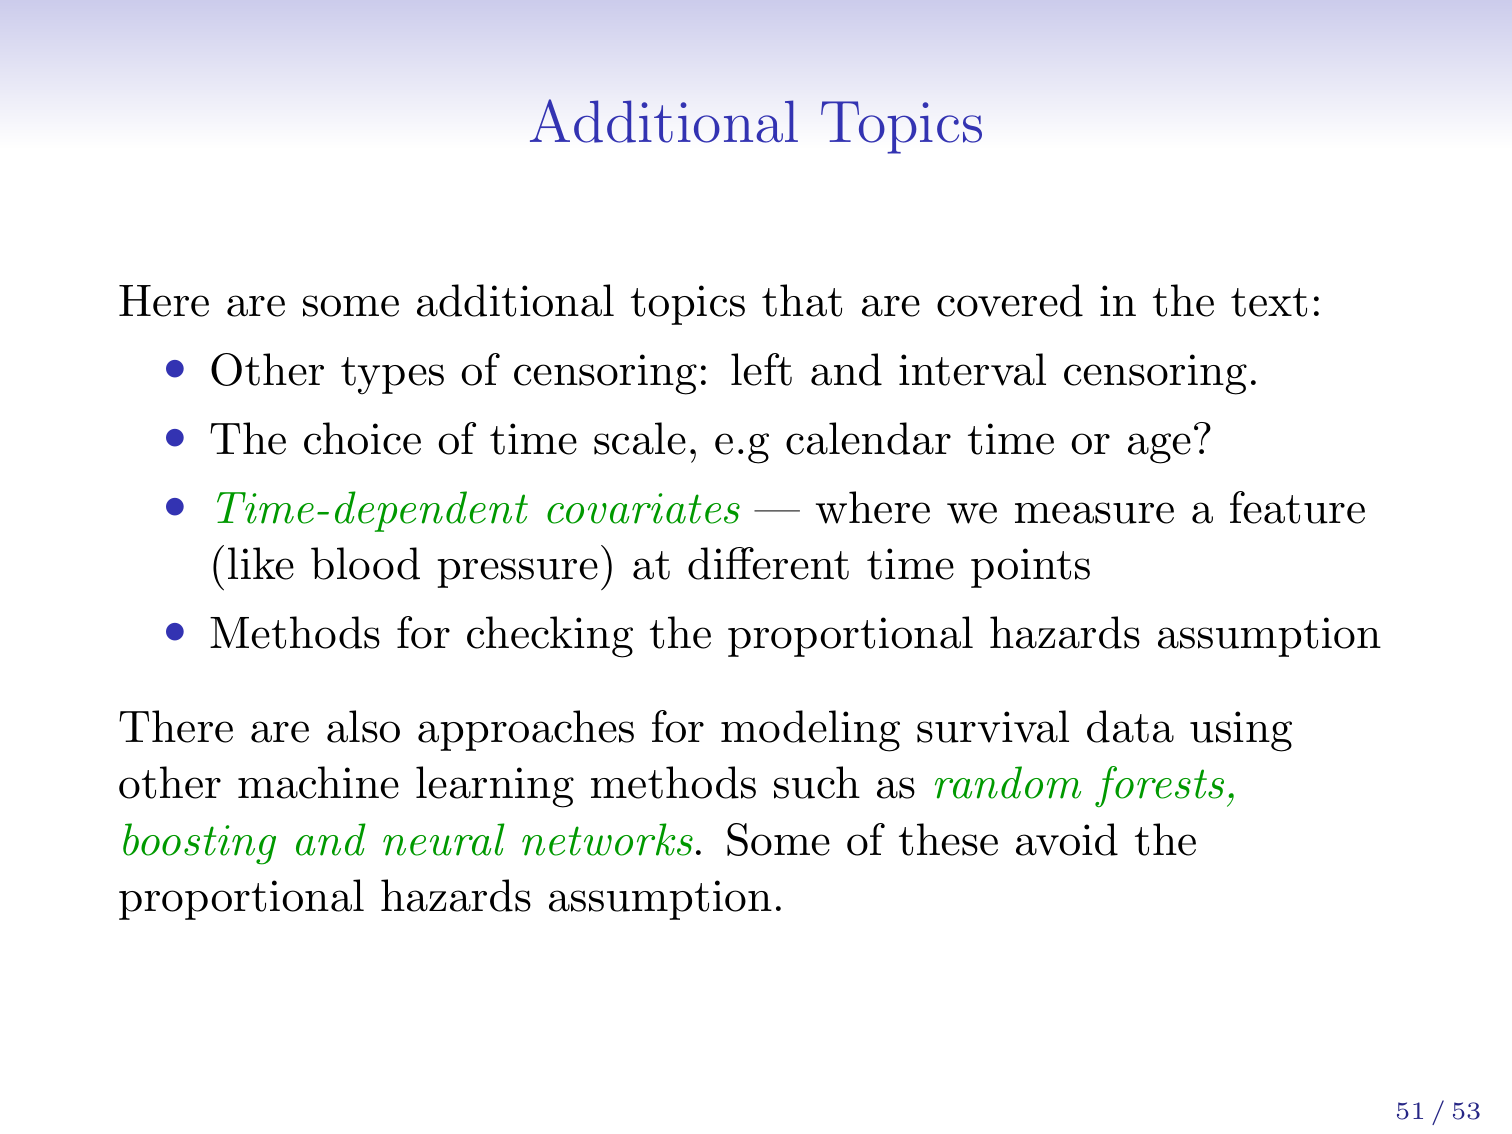 Additional Topics
Here are some additional topics that are covered in the text:
• Other types of censoring: left and interval censoring.
• The choice of time scale, e.g calendar time or age?
• Time-dependent covariates — where we measure a feature
(like blood pressure) at different time points
• Methods for checking the proportional hazards assumption
There are also approaches for modeling survival data using
other machine learning methods such as random forests,
boosting and neural networks. Some of these avoid the
proportional hazards assumption.
51 / 53